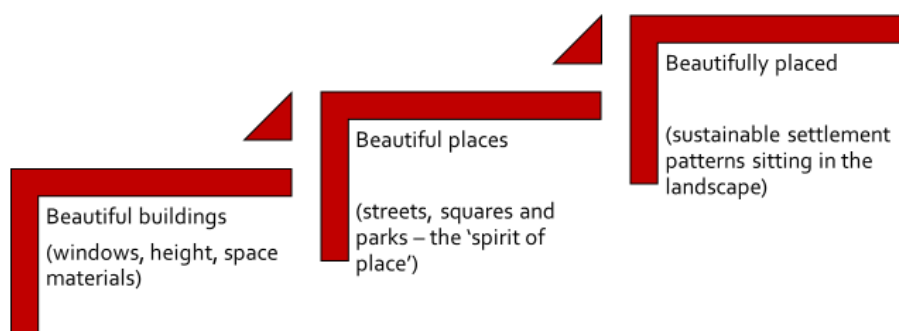 Beautiful buildings
(windows, height, space
materials)
Beautiful places
(streets, squares and
parks – the ‘spirit of
place’)
Beautifully placed
(sustainable settlement
patterns sitting in the
landscape)